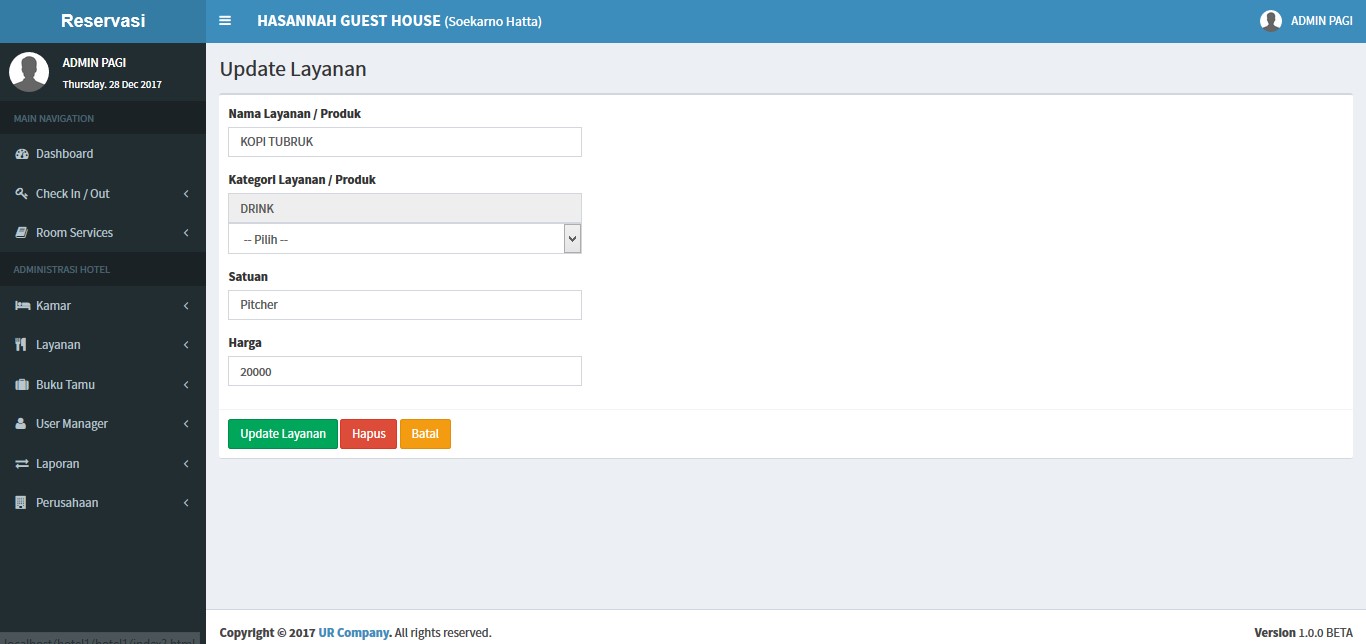 Reservasi
HASANNAH GUEST HOUSE (Soekarno Hatta)
ADMIN PAGI
ADMIN PAGI
Thursday. 28 Dec 2017
MAIN NAVIGATION
Dashboard
Check In / Out
Room Services
ADMINISTRASI HOTEL
Kamar
Layanan
Buku Tamu
User Manager
Laporan
Perusahaan
Update Layanan
Nama Layanan / Produk
KOPI TUBRUK
Kategori Layanan / Produk
DRINK
-- Pilih --
Satuan
Pitcher
Harga
20000
Update Layanan Hapus Batal
localhost/hotel1/hotel1/index2.html
Copyright © 2017 UR Company. All rights reserved.
Version 1.0.0 BETA